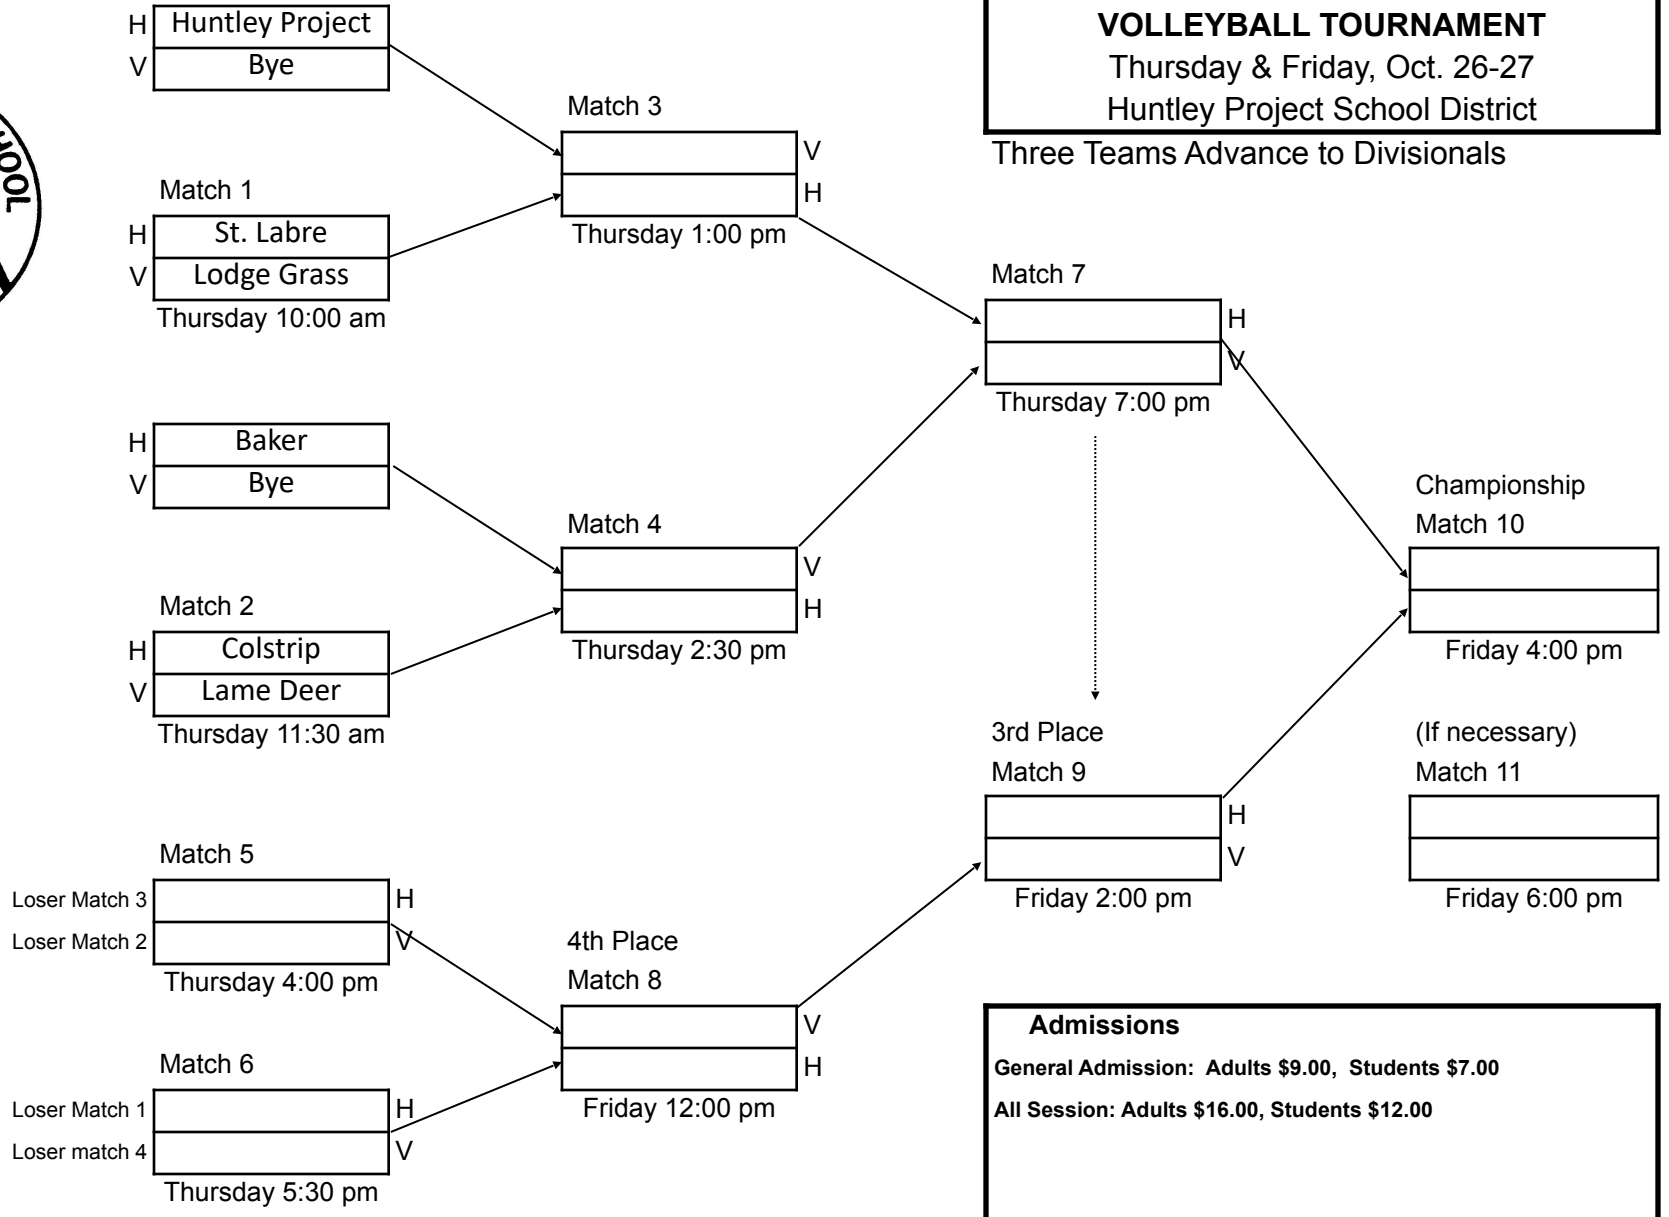 VOLLEYBALL TOURNAMENT
Thursday & Friday, Oct. 26-27
Huntley Project School District
Three Teams Advance to Divisionals
H Huntley Project
V Bye
Match 1
H St. Labre
V Lodge Grass
Thursday 10:00 am
H Baker
V Bye
Match 2
H Colstrip
V Lame Deer
Thursday 11:30 am
Match 3
V
H
Thursday 1:00 pm
Match 4
V
H
Thursday 2:30 pm
Match 7
H
V
Thursday 7:00 pm
Championship
Match 10
Friday 4:00 pm
3rd Place
Match 9
H
V
Friday 2:00 pm
(If necessary)
Match 11
Friday 6:00 pm
Match 5
Loser Match 3 H
Loser Match 2 V
Thursday 4:00 pm
Match 6
Loser Match 1 H
Loser match 4 V
Thursday 5:30 pm
4th Place
Match 8
V
H
Friday 12:00 pm
Admissions
General Admission: Adults $9.00, Students $7.00
All Session: Adults $16.00, Students $12.00